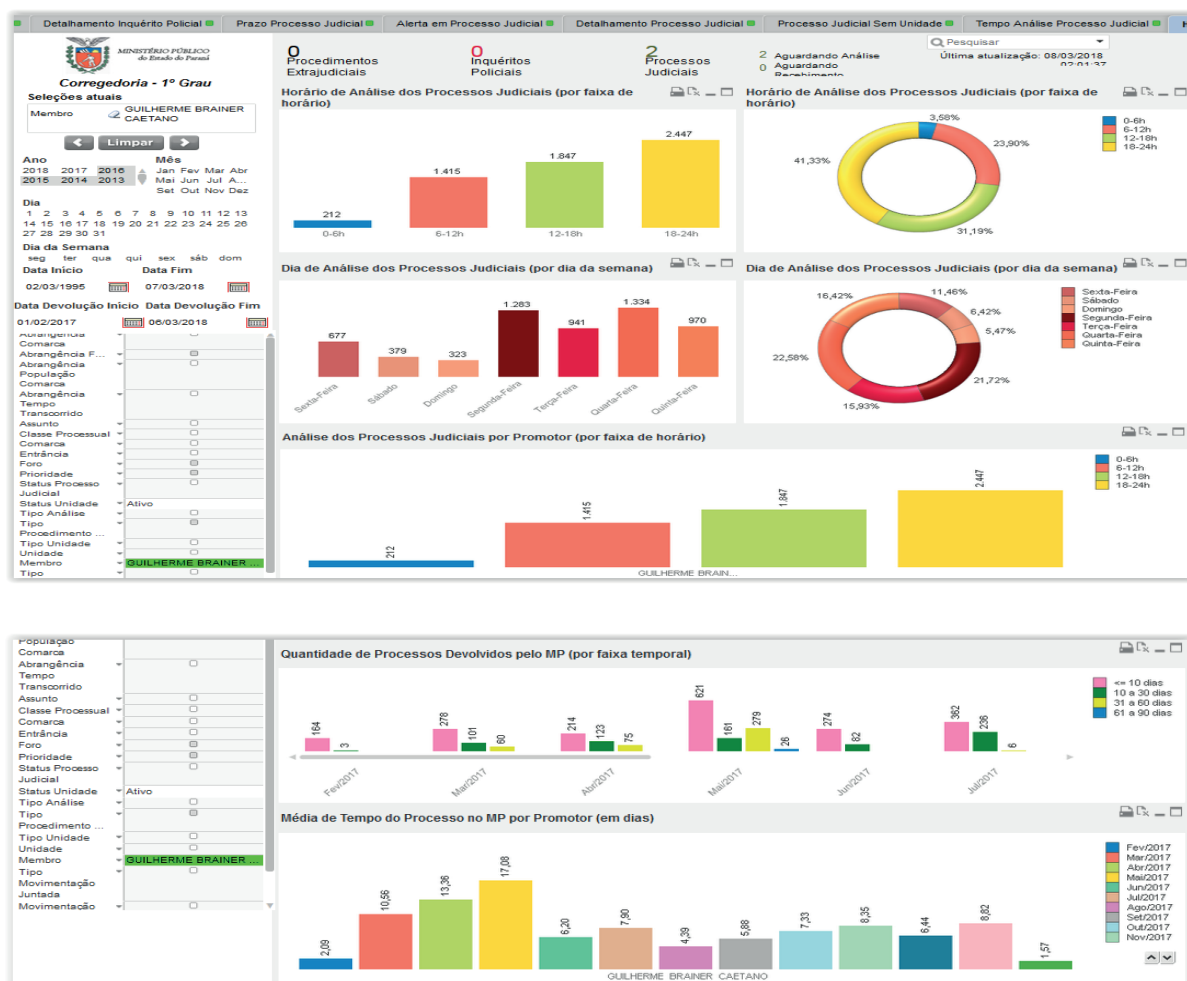 Detalhamento Inquérito Policial Prazo Processo Judicial Alerta em Processo Judicial Detalhamento Processo Judicial Processo Judicial Sem Unidade Tempo Análise Processo Judicial H
MINISTÉRIO PÚBLICO
do Estado do Paraná
Corregedoria - 1º Grau
Seleções atuais
Membro GUILHERME BRAINER
CAETANO
Limpar
Ano Mês
2018 2017 2016 Jan Fev Mar Abr
2015 2014 2013 Mai Jun Jul A...
Set Out Nov Dez
Dia
1 2 3 4 5 6 7 8 9 10 11 12 13
14 15 16 17 18 19 20 21 22 23 24 25 26
27 28 29 30 31
Dia da Semana
seg ter qua qui sex sáb dom
Data Início Data Fim
02/03/1995 07/03/2018
Data Devolução Início Data Devolução Fim
01/02/2017 06/03/2018
Abrangência
Comarca
Abrangência F...
Abrangência
População
Comarca
Abrangência
Tempo
Transcorrido
Assunto
Classe Processual
Comarca
Entrância
Foro
Prioridade
Status Processo
Judicial
Status Unidade Ativo
Tipo Análise
Tipo
Procedimento ...
Tipo Unidade
Unidade
Membro GUILHERME BRAINER ...
Tipo
0
Procedimentos
Extrajudiciais
0
Inquéritos
Policiais
2
Processos
Judiciais
2 Aguardando Análise
0 Aguardando
Recebimento
Pesquisar
Última atualização: 08/03/2018
02:01:37
Horário de Análise dos Processos Judiciais (por faixa de
horário)
212
1.415
1.847
2.447
0-6h 6-12h 12-18h 18-24h
Horário de Análise dos Processos Judiciais (por faixa de
horário)
3,58%
23,90%
31,19%
41,33%
0-6h
6-12h
12-18h
18-24h
Dia de Análise dos Processos Judiciais (por dia da semana)
677
379
323
1.283
941
1.334
970
Sexta-Feira
Sábado
Domingo
Segunda-Feira
Terça-Feira
Quarta-Feira
Quinta-Feira
Dia de Análise dos Processos Judiciais (por dia da semana)
11,46%
6,42%
5,47%
21,72%
15,93%
22,58%
16,42%
Sexta-Feira
Sábado
Domingo
Segunda-Feira
Terça-Feira
Quarta-Feira
Quinta-Feira
Análise dos Processos Judiciais por Promotor (por faixa de horário)
212
1.415
1.847
2.447
GUILHERME BRAIN...
0-6h
6-12h
12-18h
18-24h
População
Comarca
Abrangência
Tempo
Transcorrido
Assunto
Classe Processual
Comarca
Entrância
Foro
Prioridade
Status Processo
Judicial
Status Unidade Ativo
Tipo Análise
Tipo
Procedimento ...
Tipo Unidade
Unidade
Membro GUILHERME BRAINER ...
Tipo
Movimentação
Juntada
Movimentação
Quantidade de Processos Devolvidos pelo MP (por faixa temporal)
164 3
278 101 60
214 123 75
621 161 279 26
274 82
362 236 6
Fev/2017 Mar/2017 Abr/2017 Mai/2017 Jun/2017 Jul/2017
<= 10 dias
10 a 30 dias
31 a 60 dias
61 a 90 dias
Média de Tempo do Processo no MP por Promotor (em dias)
2,09
10,56
13,36
17,08
6,20
7,90
4,39
5,88
7,33
8,35
6,44
8,82
1,57
GUILHERME BRAINER CAETANO
Fev/2017
Mar/2017
Abr/2017
Mai/2017
Jun/2017
Jul/2017
Ago/2017
Set/2017
Out/2017
Nov/2017